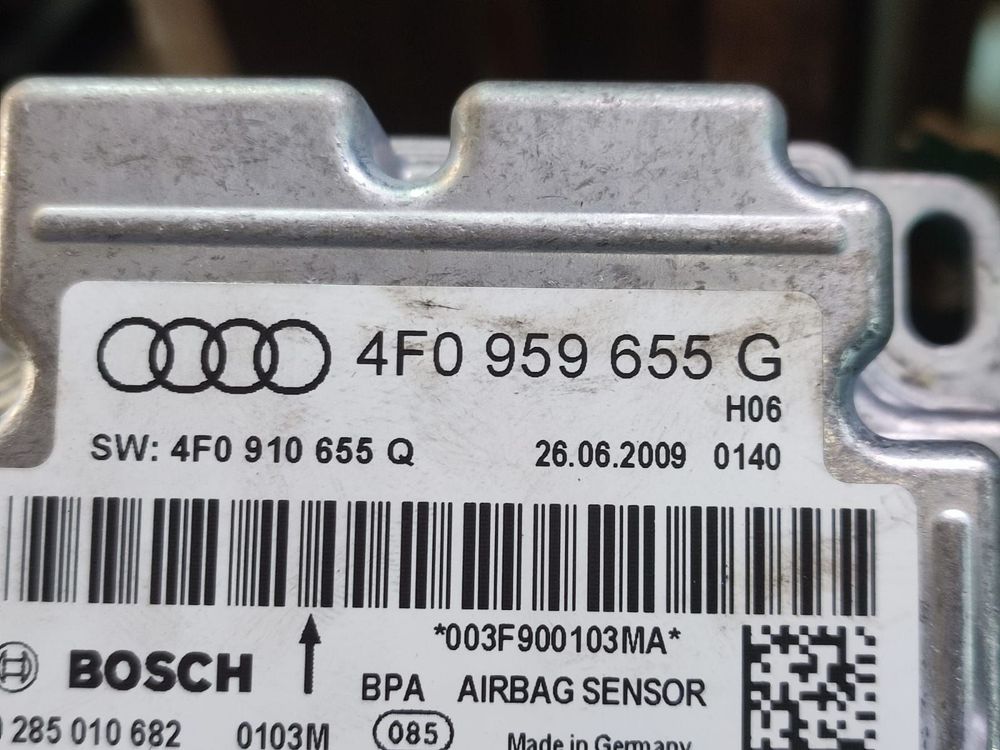 4F0 959 655 G
H06
SW: 4F0 910 655 Q 26.06.2009 0140
*003F900103MA*
BOSCH
BPA AIRBAG SENSOR
0 285 010 682 0103M 085 Made in Germany